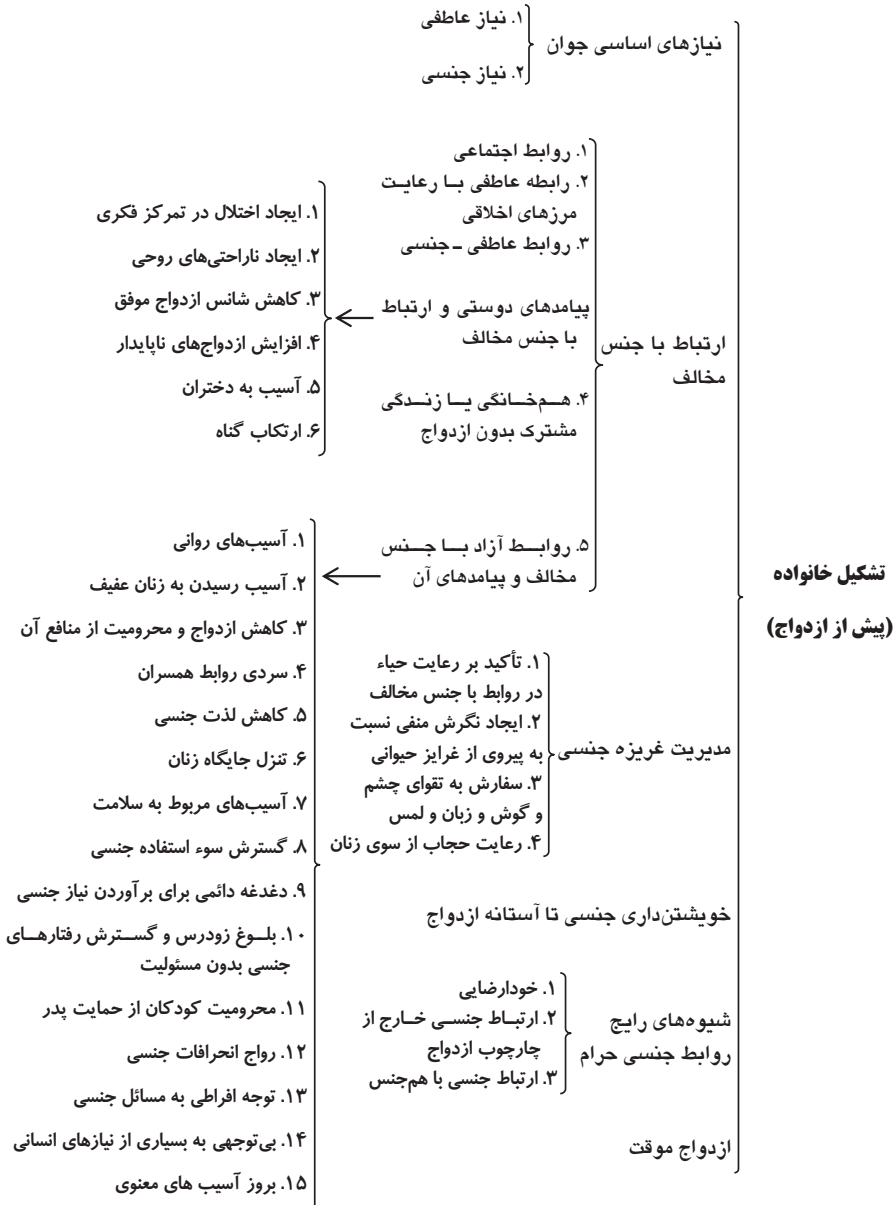 تشکیل خانواده
(پیش از ازدواج)
نیازهای اساسی جوان
۱. نیاز عاطفی
۲. نیاز جنسی
ارتباط با جنس
مخالف
۱. روابط اجتماعی
۲. رابطه عاطفی با رعایت
مرزهای اخلاقی
۳. روابط عاطفی ـ جنسی
پیامدهای دوستی و ارتباط
با جنس مخالف
۱. ایجاد اختلال در تمرکز فکری
۲. ایجاد ناراحتی‌های روحی
۳. کاهش شانس ازدواج موفق
۴. افزایش ازدواج‌های ناپایدار
۵. آسیب به دختران
۶. ارتکاب گناه
۴. هم‌خانگی یا زندگی
مشترک بدون ازدواج
۵. روابط آزاد با جنس
مخالف و پیامدهای آن
۱. آسیب‌های روانی
۲. آسیب رسیدن به زنان عفیف
۳. کاهش ازدواج و محرومیت از منافع آن
۴. سردی روابط همسران
۵. کاهش لذت جنسی
۶. تنزل جایگاه زنان
۷. آسیب‌های مربوط به سلامت
۸. گسترش سوء استفاده جنسی
۹. دغدغه دائمی برای برآوردن نیاز جنسی
۱۰. بلوغ زودرس و گسترش رفتارهای
جنسی بدون مسئولیت
۱۱. محرومیت کودکان از حمایت پدر
۱۲. رواج انحرافات جنسی
۱۳. توجه افراطی به مسائل جنسی
۱۴. بی‌توجهی به بسیاری از نیازهای انسانی
۱۵. بروز آسیب های معنوی
مدیریت غریزه جنسی
۱. تأکید بر رعایت حیاء
در روابط با جنس مخالف
۲. ایجاد نگرش منفی نسبت
به پیروی از غرایز حیوانی
۳. سفارش به تقوای چشم
و گوش و زبان و لمس
۴. رعایت حجاب از سوی زنان
خویشتن‌داری جنسی تا آستانه ازدواج
شیوه‌های رایج
روابط جنسی حرام
۱. خودارضایی
۲. ارتباط جنسی خارج از
چارچوب ازدواج
۳. ارتباط جنسی با هم‌جنس
ازدواج موقت